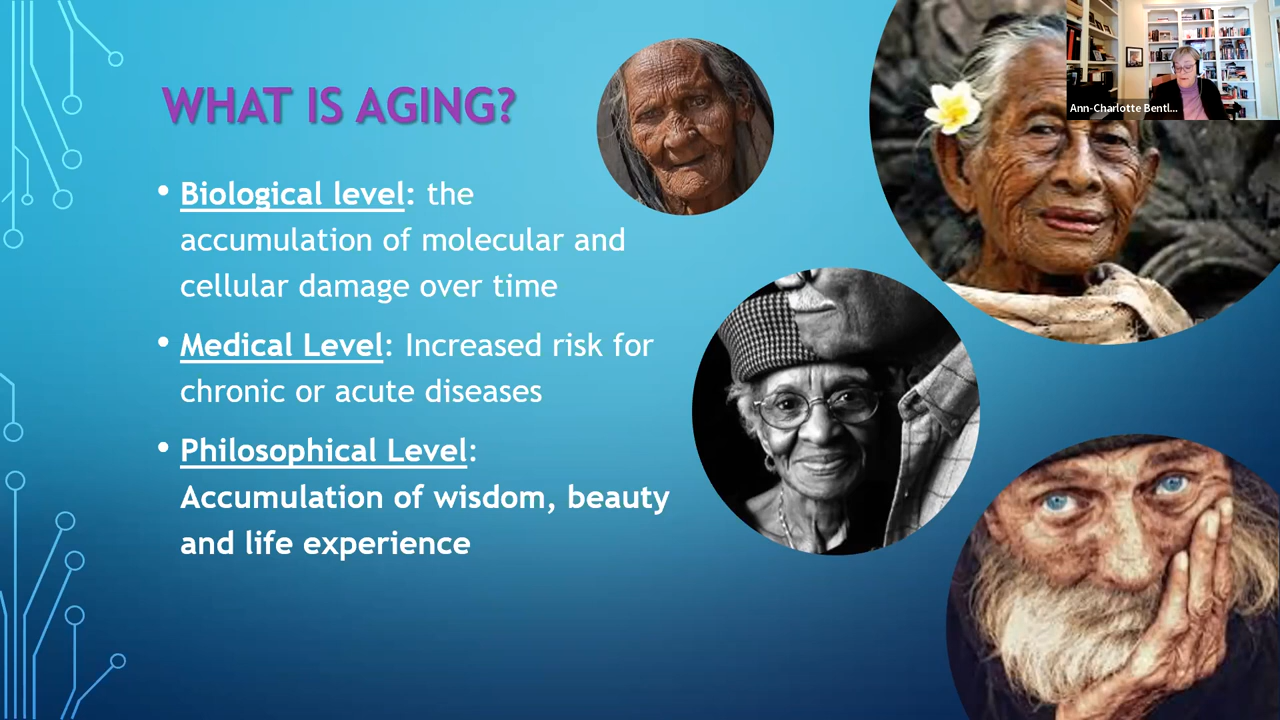 WHAT IS AGING?
• Biological level: the
accumulation of molecular and
cellular damage over time
• Medical Level: Increased risk for
chronic or acute diseases
• Philosophical Level:
Accumulation of wisdom, beauty
and life experience
Ann-Charlotte Bentl...